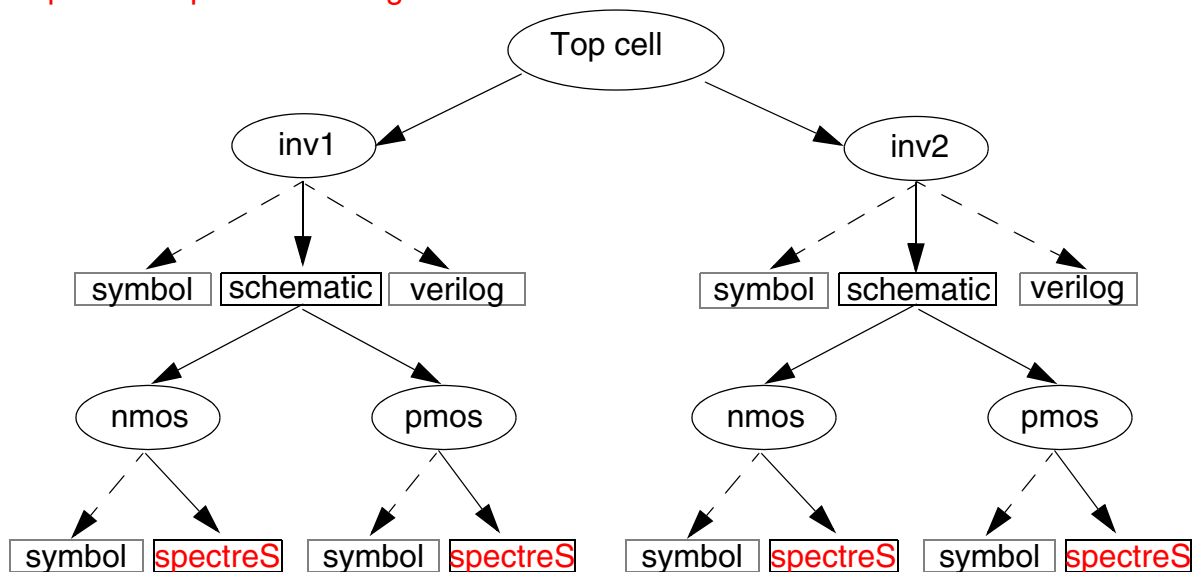 Top cell
inv1 inv2
symbol schematic verilog symbol schematic verilog
nmos pmos nmos pmos
symbol spectreS symbol spectreS symbol spectreS symbol spectreS